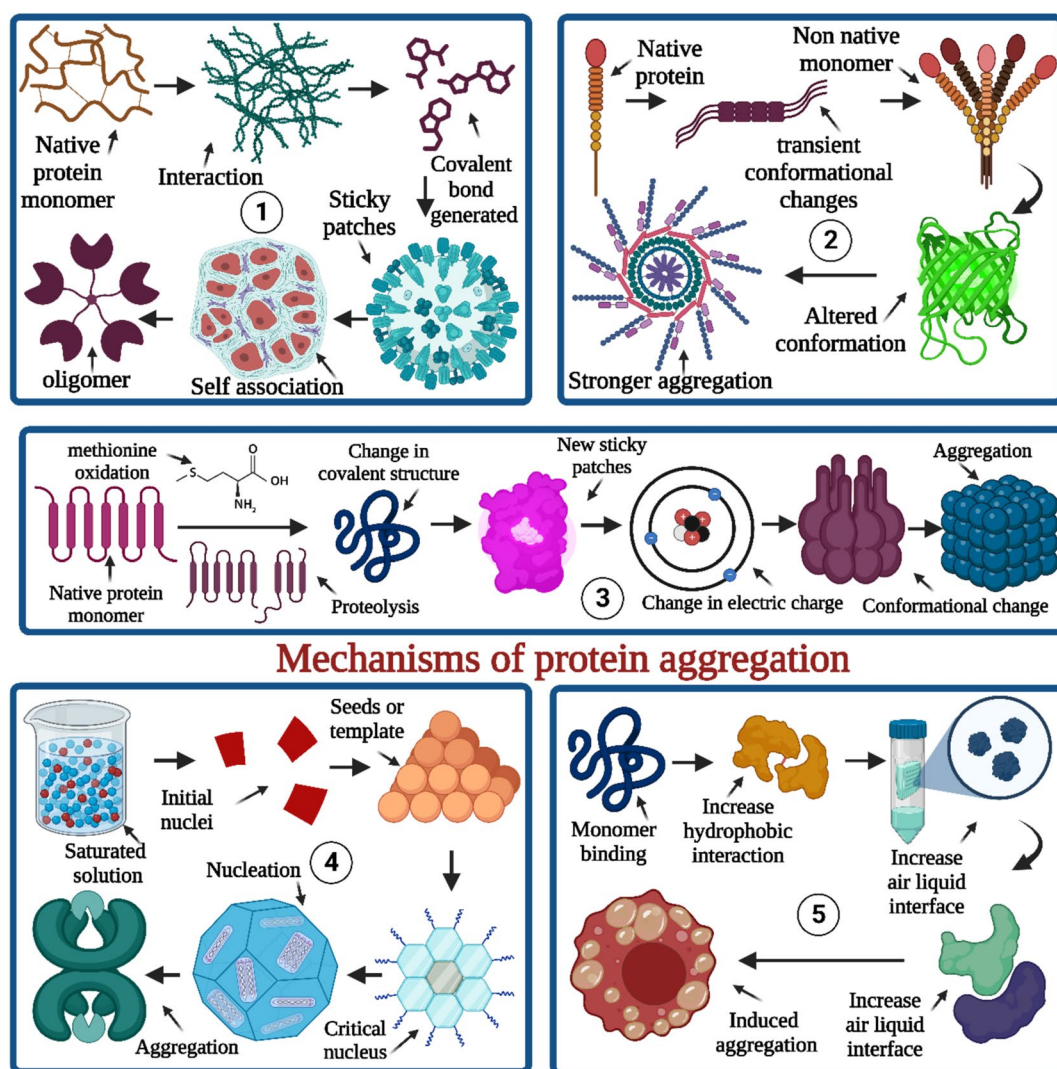 Native
protein
monomer
Interaction
Covalent
bond
generated
1
Sticky
patches
Self association
oligomer
Native
protein
transient
conformational
changes
Non native
monomer
2
Altered
conformation
Stronger aggregation
methionine
oxidation
S
O
OH
NH₂
Native protein
monomer
Proteolysis
Change in
covalent structure
New sticky
patches
3
+
+
+
-
-
-
Change in electric charge
Conformational change
Aggregation
Mechanisms of protein aggregation
Saturated
solution
Initial
nuclei
Seeds or
template
Critical
nucleus
Nucleation
4
Aggregation
Monomer
binding
Increase
hydrophobic
interaction
Increase
air liquid
interface
5
Increase
air liquid
interface
Induced
aggregation